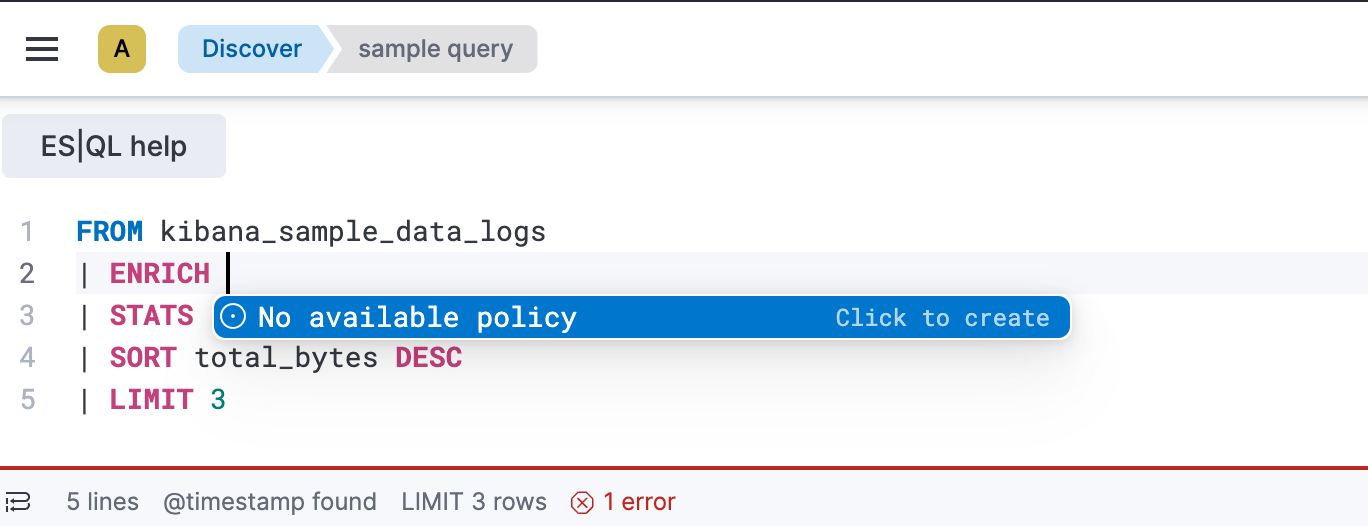 A Discover sample query
ES|QL help
1 FROM kibana_sample_data_logs
2 | ENRICH
No available policy Click to create
3 | STATS
4 | SORT total_bytes DESC
5 | LIMIT 3
5 lines @timestamp found LIMIT 3 rows 1 error